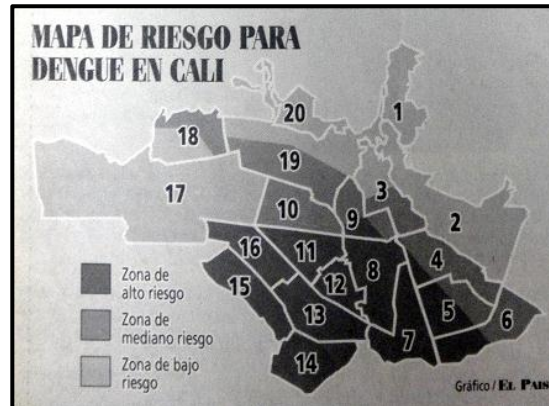 MAPA DE RIESGO PARA
DENGUE EN CALI
20
1
18
19
3
17
10
9
2
16
11
4
15
12
8
13
5
6
7
14
Zona de
alto riesgo
Zona de
mediano riesgo
Zona de bajo
riesgo
Gráfico / EL PAIS